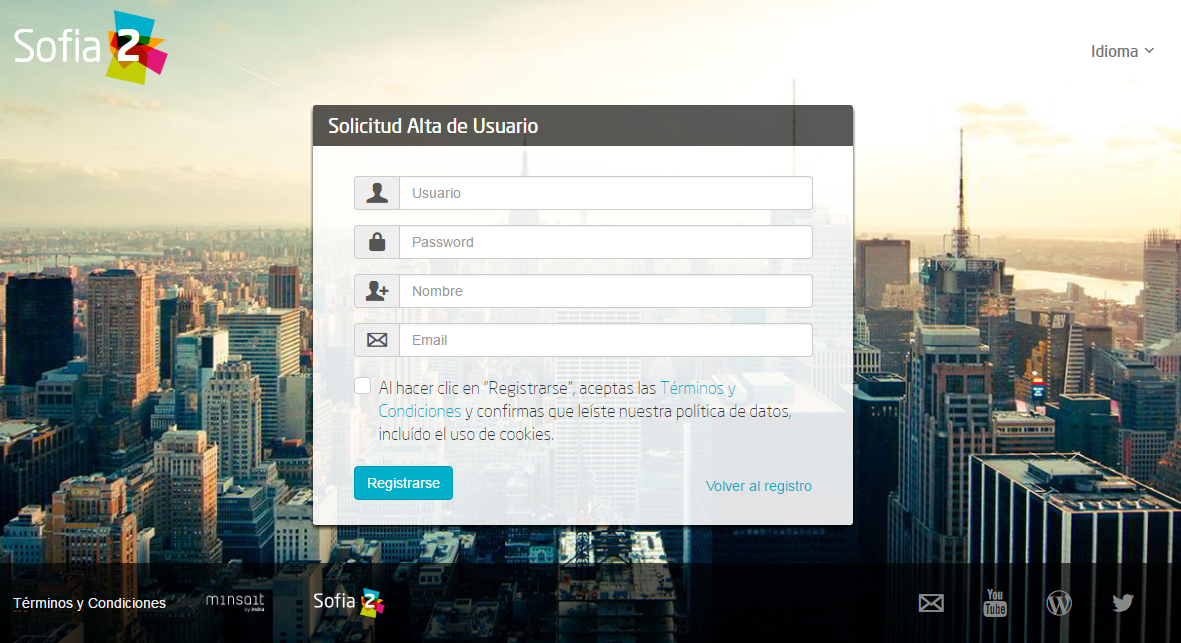 Sofia 2
Idioma
Solicitud Alta de Usuario
Usuario
Password
Nombre
Email
Al hacer clic en "Registrarse", aceptas las Términos y
Condiciones y confirmas que leíste nuestra política de datos,
incluído el uso de cookies.
Registrarse
Volver al registro
Términos y Condiciones
minsait
by Indra
Sofia 2
You
Tube